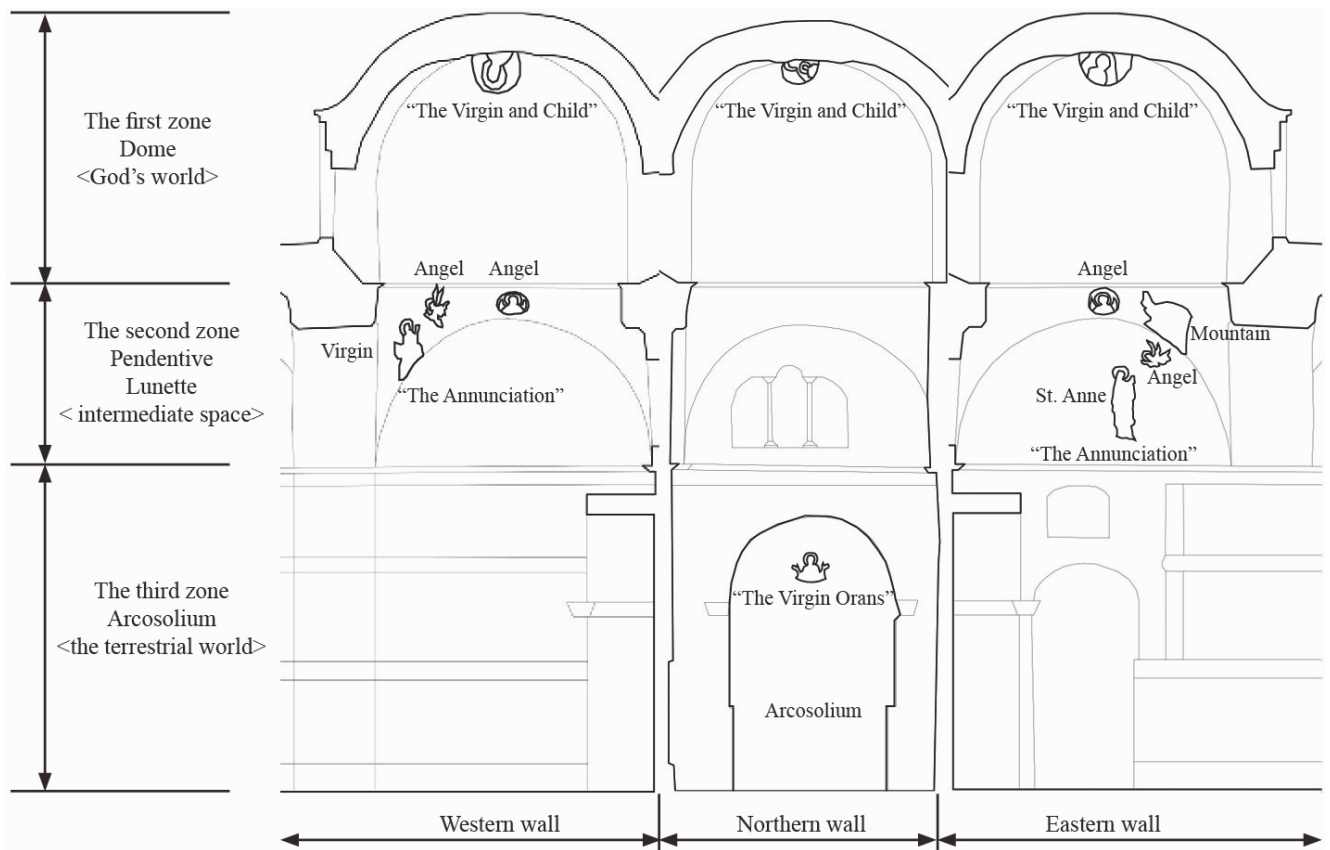 The first zone
Dome
<God's world>
“The Virgin and Child”
“The Virgin and Child”
“The Virgin and Child”
The second zone
Pendentive
Lunette
< intermediate space>
Angel
Angel
Virgin
“The Annunciation”
Angel
Mountain
Angel
St. Anne
“The Annunciation”
The third zone
Arcosolium
<the terrestrial world>
“The Virgin Orans”
Arcosolium
Western wall
Northern wall
Eastern wall